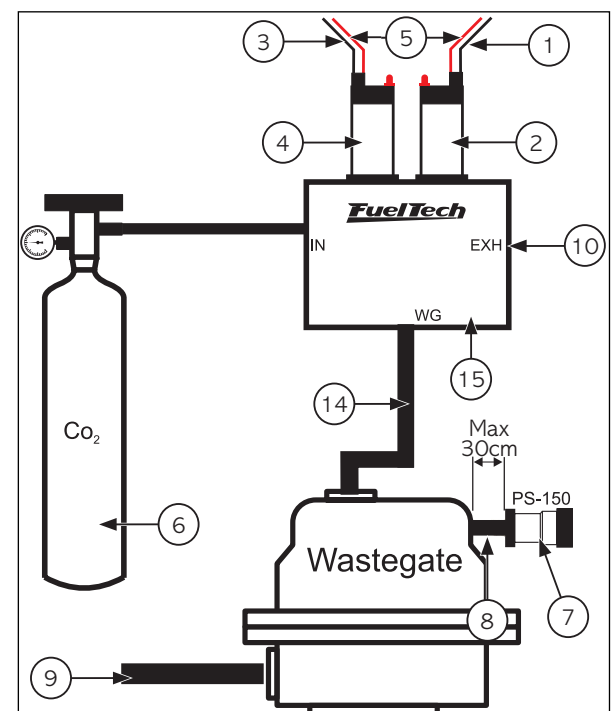 3
5
1
4
2
FuelTech
IN
EXH
10
WG
15
14
Max
30cm
PS-150
Co₂
6
Wastegate
8
7
9